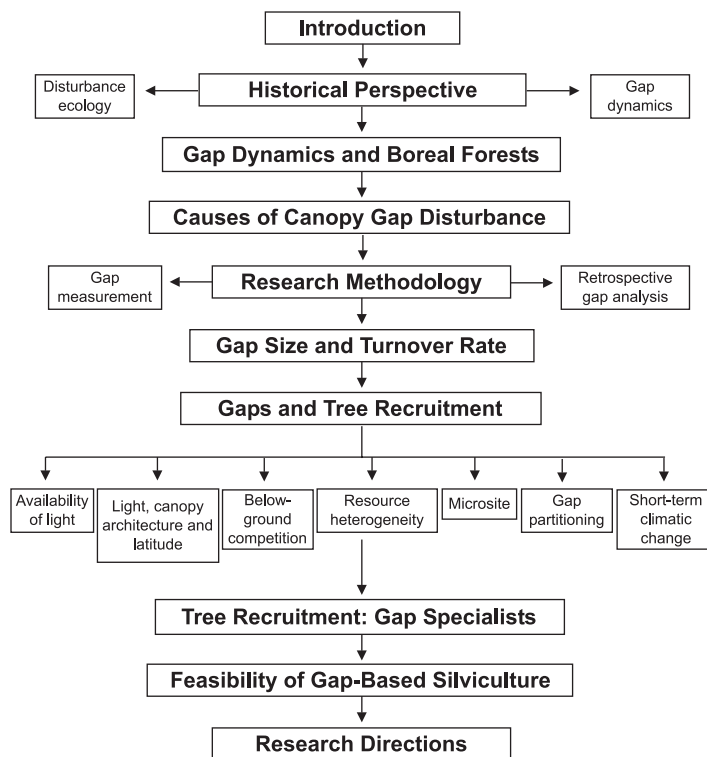 Introduction
Disturbance
ecology
Historical Perspective
Gap
dynamics
Gap Dynamics and Boreal Forests
Causes of Canopy Gap Disturbance
Gap
measurement
Research Methodology
Retrospective
gap analysis
Gap Size and Turnover Rate
Gaps and Tree Recruitment
Availability
of light
Light, canopy
architecture and
latitude
Below-
ground
competition
Resource
heterogeneity
Microsite
Gap
partitioning
Short-term
climatic
change
Tree Recruitment: Gap Specialists
Feasibility of Gap-Based Silviculture
Research Directions